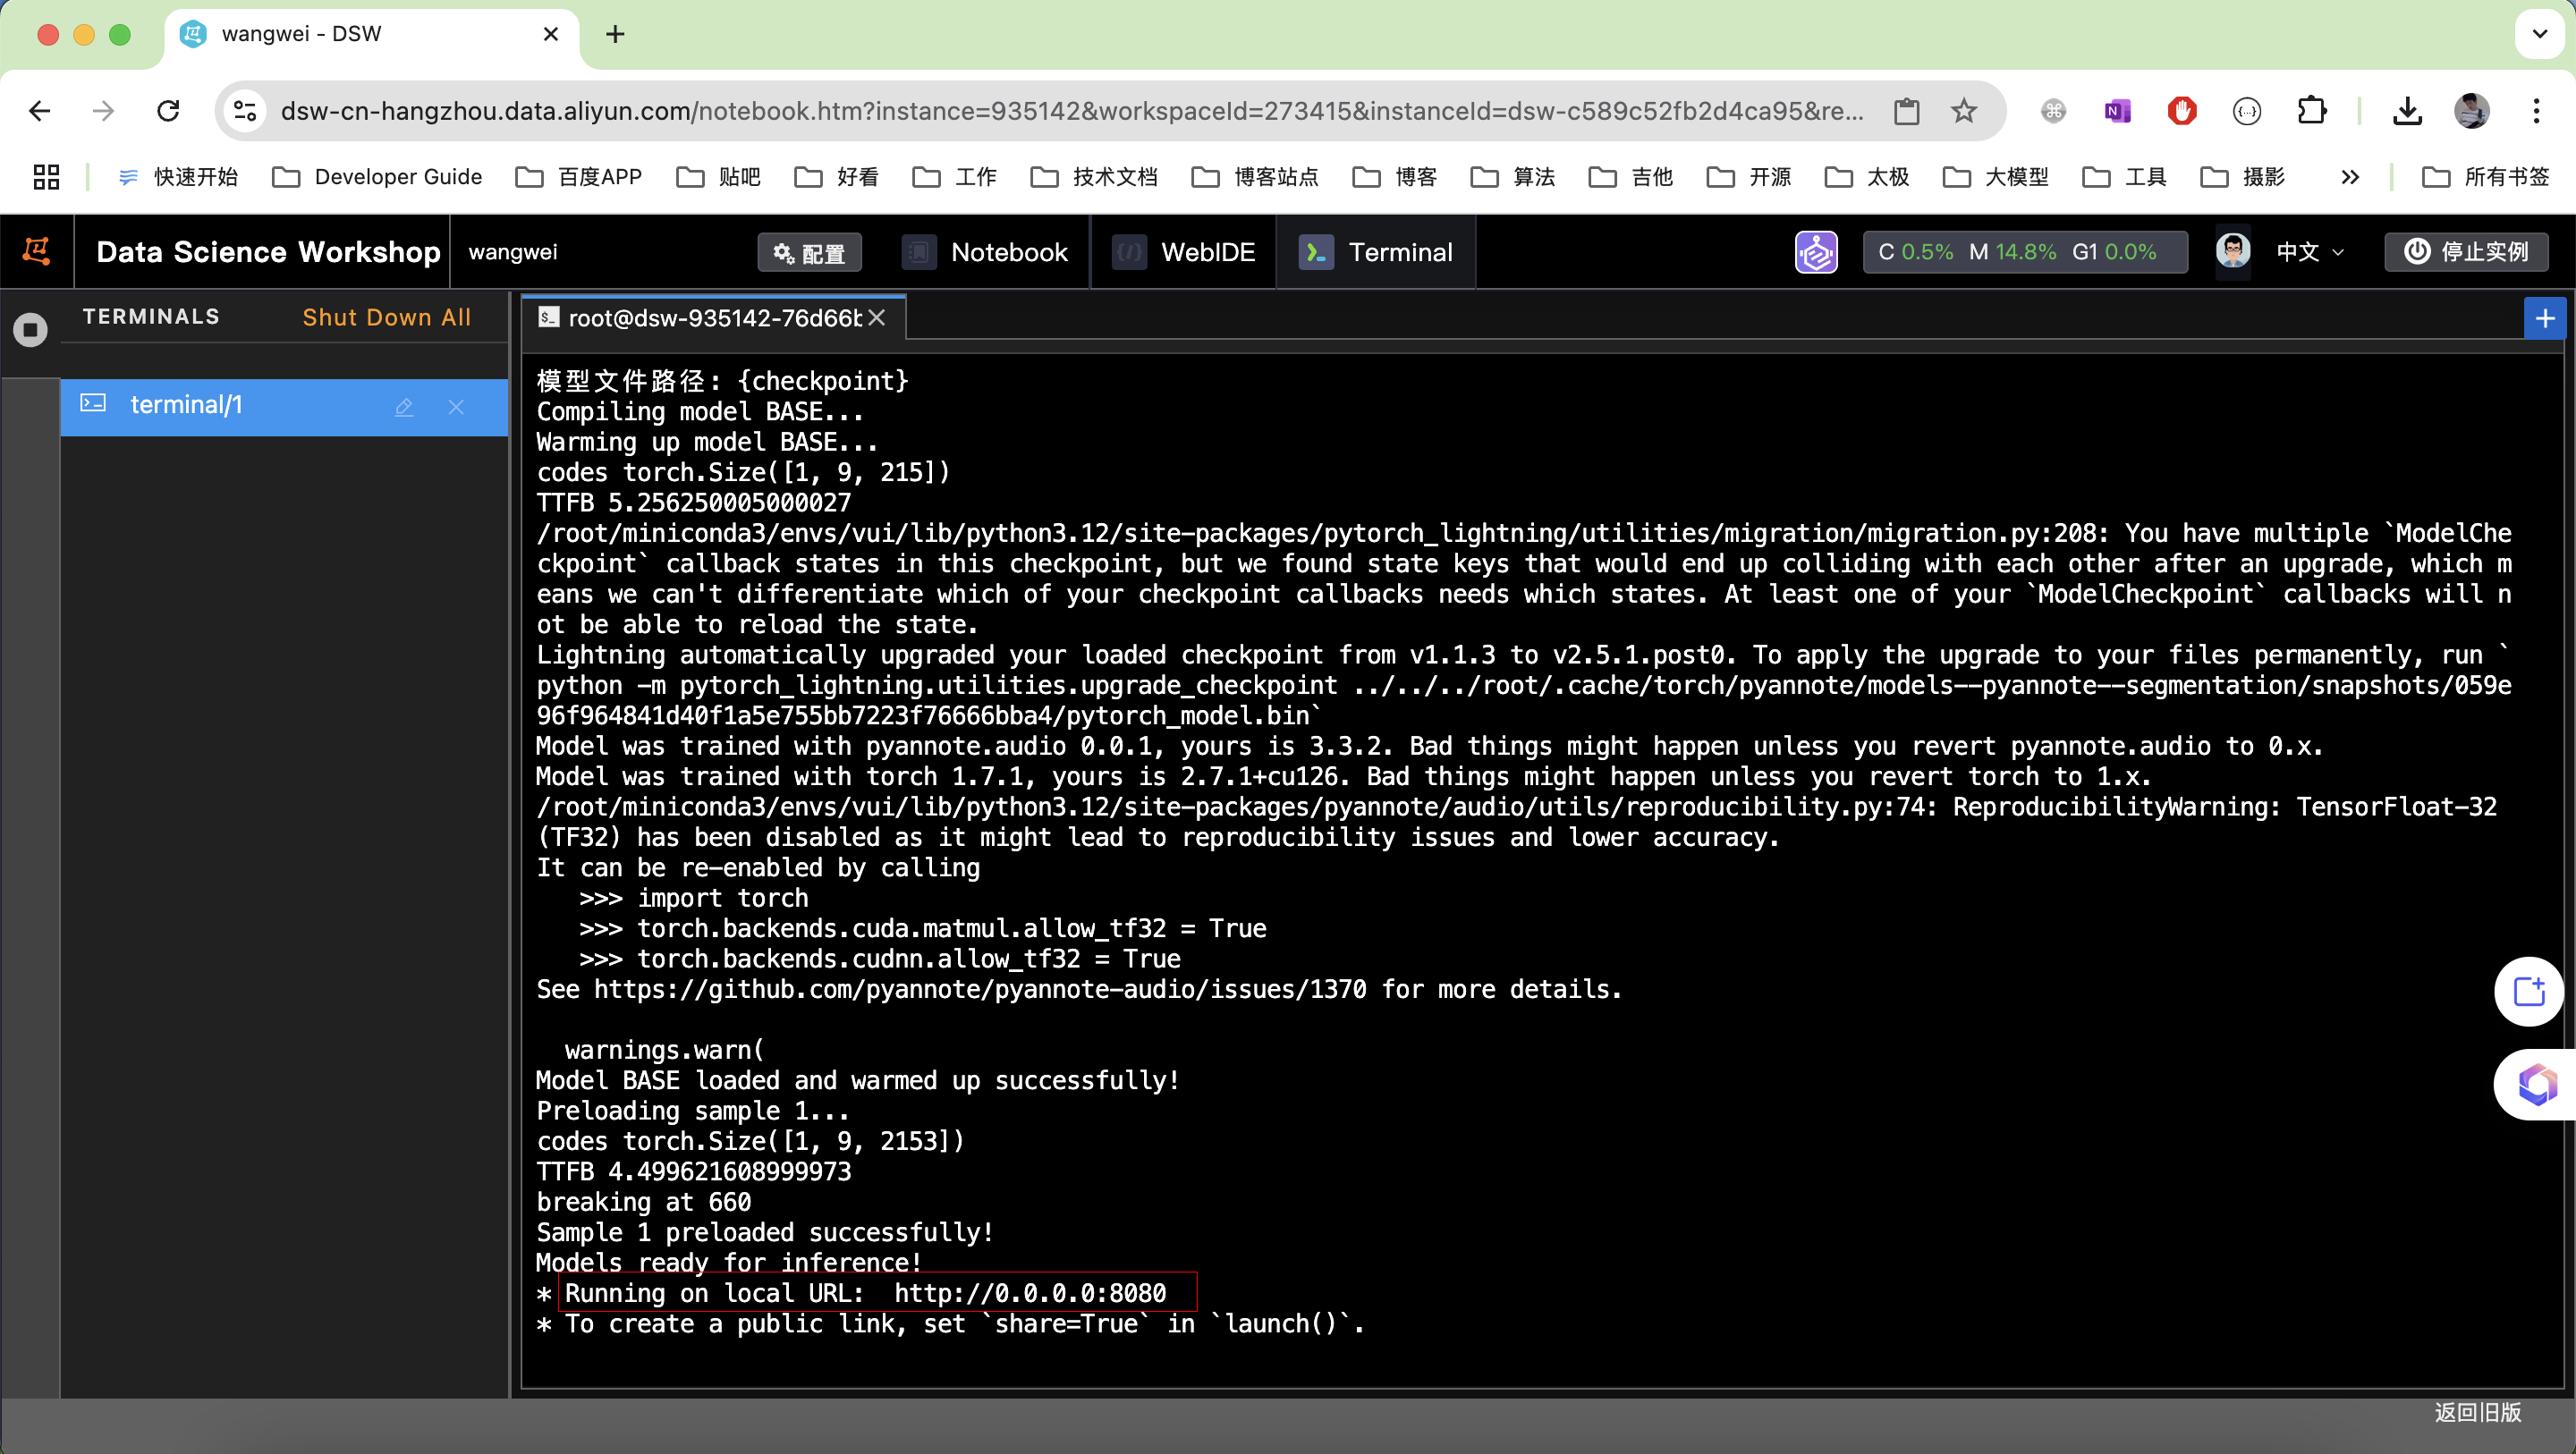 wangwei - DSW
dsw-cn-hangzhou.data.aliyun.com/notebook.htm?instance=935142&workspaceId=273415&instanceId=dsw-c589c52fb2d4ca95&re...
快速开始 Developer Guide 百度APP 贴吧 好看 工作 技术文档 博客站点 博客 算法 吉他 开源 太极 大模型 工具 摄影 所有书签
Data Science Workshop wangwei 配置 Notebook WebIDE Terminal C 0.5% M 14.8% G1 0.0% 中文 停止实例
TERMINALS Shut Down All
terminal/1
root@dsw-935142-76d66b
模型文件路径: {checkpoint}
Compiling model BASE...
Warming up model BASE...
codes torch.Size([1, 9, 215])
TTFB 5.256250005000027
/root/miniconda3/envs/vui/lib/python3.12/site-packages/pytorch_lightning/utilities/migration/migration.py:208: You have multiple `ModelChe
ckpoint` callback states in this checkpoint, but we found state keys that would end up colliding with each other after an upgrade, which m
eans we can't differentiate which of your checkpoint callbacks needs which states. At least one of your `ModelCheckpoint` callbacks will n
ot be able to reload the state.
Lightning automatically upgraded your loaded checkpoint from v1.1.3 to v2.5.1.post0. To apply the upgrade to your files permanently, run `
python -m pytorch_lightning.utilities.upgrade_checkpoint ../../../root/.cache/torch/pyannote/models--pyannote--segmentation/snapshots/059e
96f964841d40f1a5e755bb7223f76666bba4/pytorch_model.bin`
Model was trained with pyannote.audio 0.0.1, yours is 3.3.2. Bad things might happen unless you revert pyannote.audio to 0.x.
Model was trained with torch 1.7.1, yours is 2.7.1+cu126. Bad things might happen unless you revert torch to 1.x.
/root/miniconda3/envs/vui/lib/python3.12/site-packages/pyannote/audio/utils/reproducibility.py:74: ReproducibilityWarning: TensorFloat-32
(TF32) has been disabled as it might lead to reproducibility issues and lower accuracy.
It can be re-enabled by calling
>>> import torch
>>> torch.backends.cuda.matmul.allow_tf32 = True
>>> torch.backends.cudnn.allow_tf32 = True
See https://github.com/pyannote/pyannote-audio/issues/1370 for more details.
warnings.warn(
Model BASE loaded and warmed up successfully!
Preloading sample 1...
codes torch.Size([1, 9, 2153])
TTFB 4.499621608999973
breaking at 660
Sample 1 preloaded successfully!
Models ready for inference!
* Running on local URL:  http://0.0.0.0:8080
* To create a public link, set `share=True` in `launch()`.
返回旧版